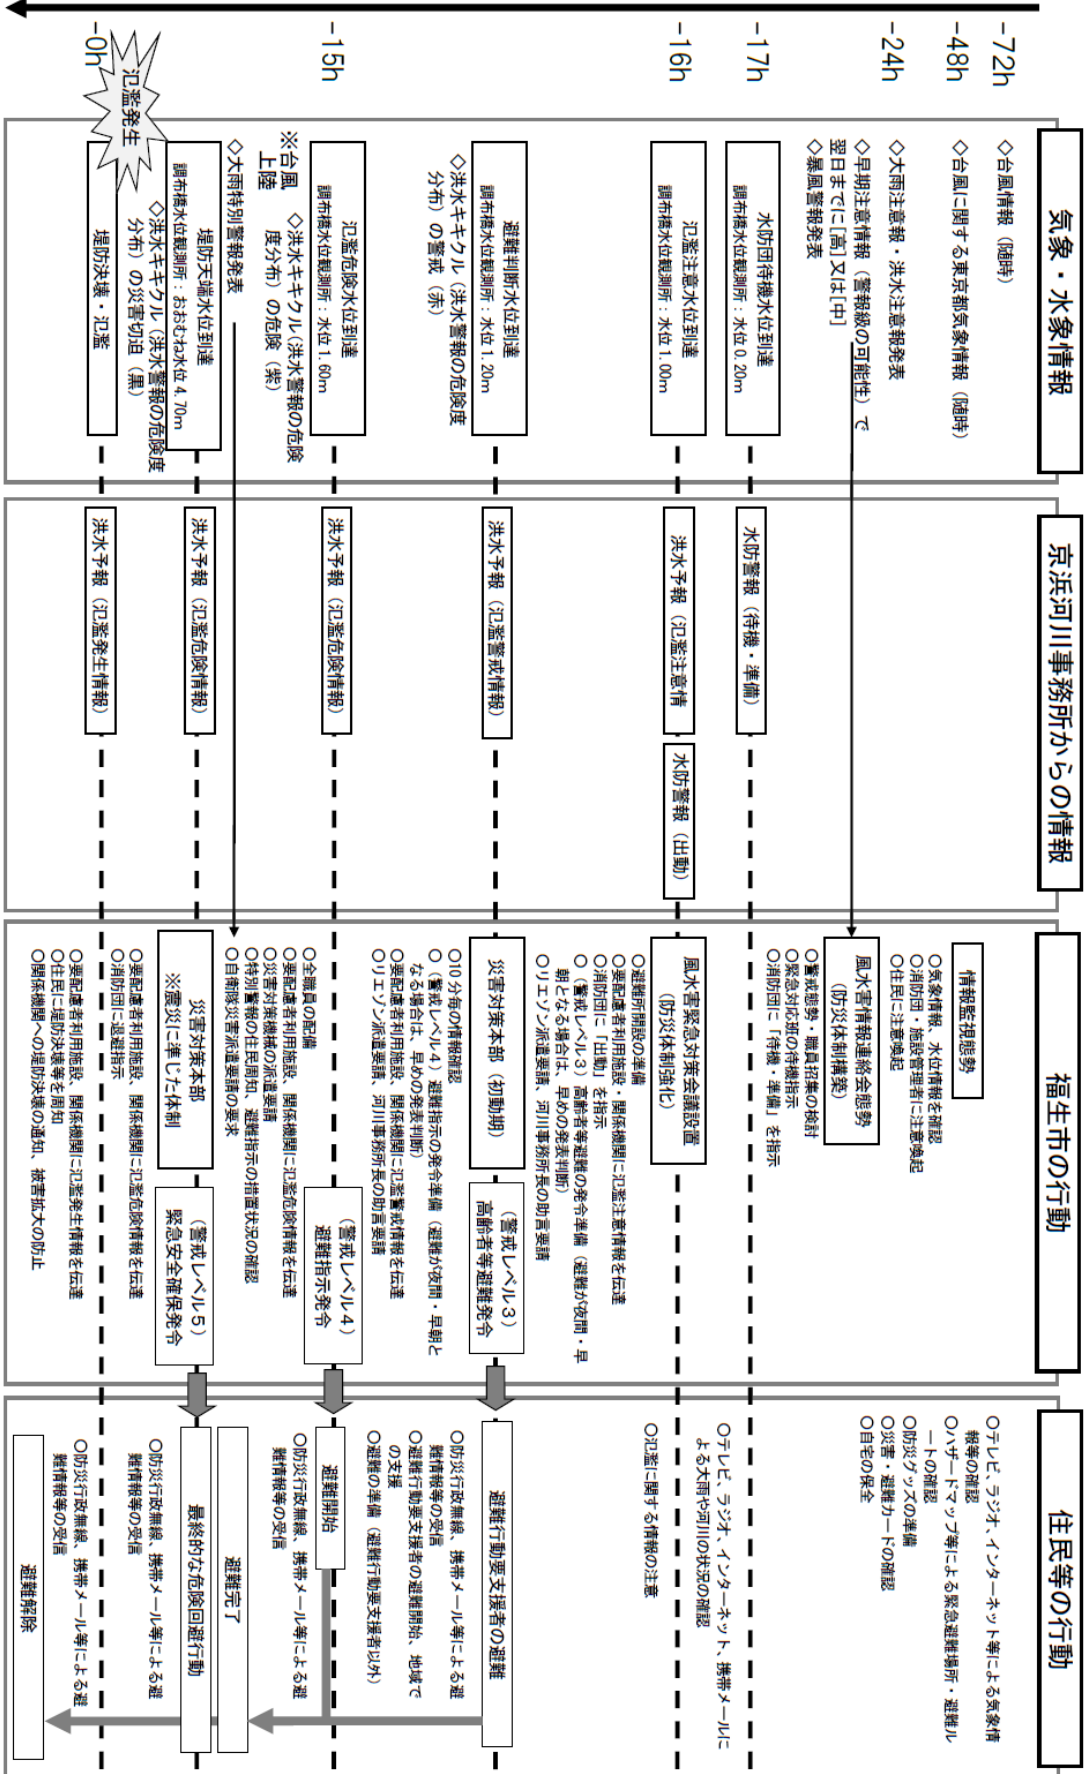 -72h
-48h
-24h
-17h
-16h
-15h
-0h
氾濫発生
気象・水象情報
◇台風情報（随時）
◇台風に関する東京都気象情報（随時）
◇大雨注意報・洪水注意報発表
◇早期注意情報（警報級の可能性）で
翌日までに[高]又は[中]
◇暴風警報発表
水防団待機水位到達
調布橋水位観測所：水位 0.20m
氾濫注意水位到達
調布橋水位観測所：水位 1.00m
避難判断水位到達
調布橋水位観測所：水位 1.20m
◇洪水キキクル（洪水警報の危険度
分布）の警戒（赤）
氾濫危険水位到達
調布橋水位観測所：水位 1.60m
※台風
上陸
◇洪水キキクル（洪水警報の危険
度分布）の危険（紫）
◇大雨特別警報発表
堤防天端水位到達
調布橋水位観測所：おおむね水位 4.70m
◇洪水キキクル（洪水警報の危険度
分布）の災害切迫（黒）
堤防決壊・氾濫
京浜河川事務所からの情報
水防警報（待機・準備）
洪水予報（氾濫注意情
水防警報（出動）
洪水予報（氾濫警戒情報）
洪水予報（氾濫危険情報）
洪水予報（氾濫危険情報）
洪水予報（氾濫発生情報）
福生市の行動
情報監視態勢
○気象情報、水位情報を確認
○消防団・施設管理者に注意喚起
○住民に注意喚起
風水害情報連絡会態勢
（防災体制構築）
○警戒態勢・職員招集の検討
○緊急対応班の待機指示
○消防団に「待機・準備」を指示
風水害緊急対策会議設置
（防災体制強化）
○避難所開設の準備
○要配慮者利用施設・関係機関に氾濫注意情報を伝達
○消防団に「出動」を指示
○（警戒レベル３）高齢者等避難の発令準備（避難が夜間・早
朝となる場合は、早めの発表判断）
○リエゾン派遣要請、河川事務所長の助言要請
災害対策本部（初動期）
（警戒レベル３）
高齢者等避難発令
○10 分毎の情報確認
○（警戒レベル４）避難指示の発令準備（避難が夜間・早朝と
なる場合は、早めの発表判断）
○要配慮者利用施設、関係機関に氾濫警戒情報を伝達
○リエゾン派遣要請、河川事務所長の助言要請
（警戒レベル４）
避難指示発令
○全職員の配備
○要配慮者利用施設、関係機関に氾濫危険情報を伝達
○災害対策機械の派遣要請
○特別警報の住民周知、避難指示の措置状況の確認
○自衛隊災害派遣要請の要求
災害対策本部
※震災に準じた体制
（警戒レベル５）
緊急安全確保発令
○要配慮者利用施設、関係機関に氾濫危険情報を伝達
○消防団に退避指示
○要配慮者利用施設、関係機関に氾濫発生情報を伝達
○住民に堤防決壊等を周知
○関係機関への堤防決壊の通知、被害拡大の防止
住民等の行動
○テレビ、ラジオ、インターネット等による気象情
報等の確認
○ハザードマップ等による緊急避難場所・避難ル
ートの確認
○防災グッズの準備
○災害・避難カードの確認
○自宅の保全
○テレビ、ラジオ、インターネット、携帯メールに
よる大雨や河川の状況の確認
○氾濫に関する情報の注意
避難行動要支援者の避難
○防災行政無線、携帯メール等による避
難情報等の受信
○避難行動要支援者の避難開始、地域で
の支援
○避難の準備（避難行動要支援者以外）
避難開始
○防災行政無線、携帯メール等による避
難情報等の受信
避難完了
最終的な危険回避行動
○防災行政無線、携帯メール等による避
難情報等の受信
○防災行政無線、携帯メール等による避
難情報等の受信
避難解除